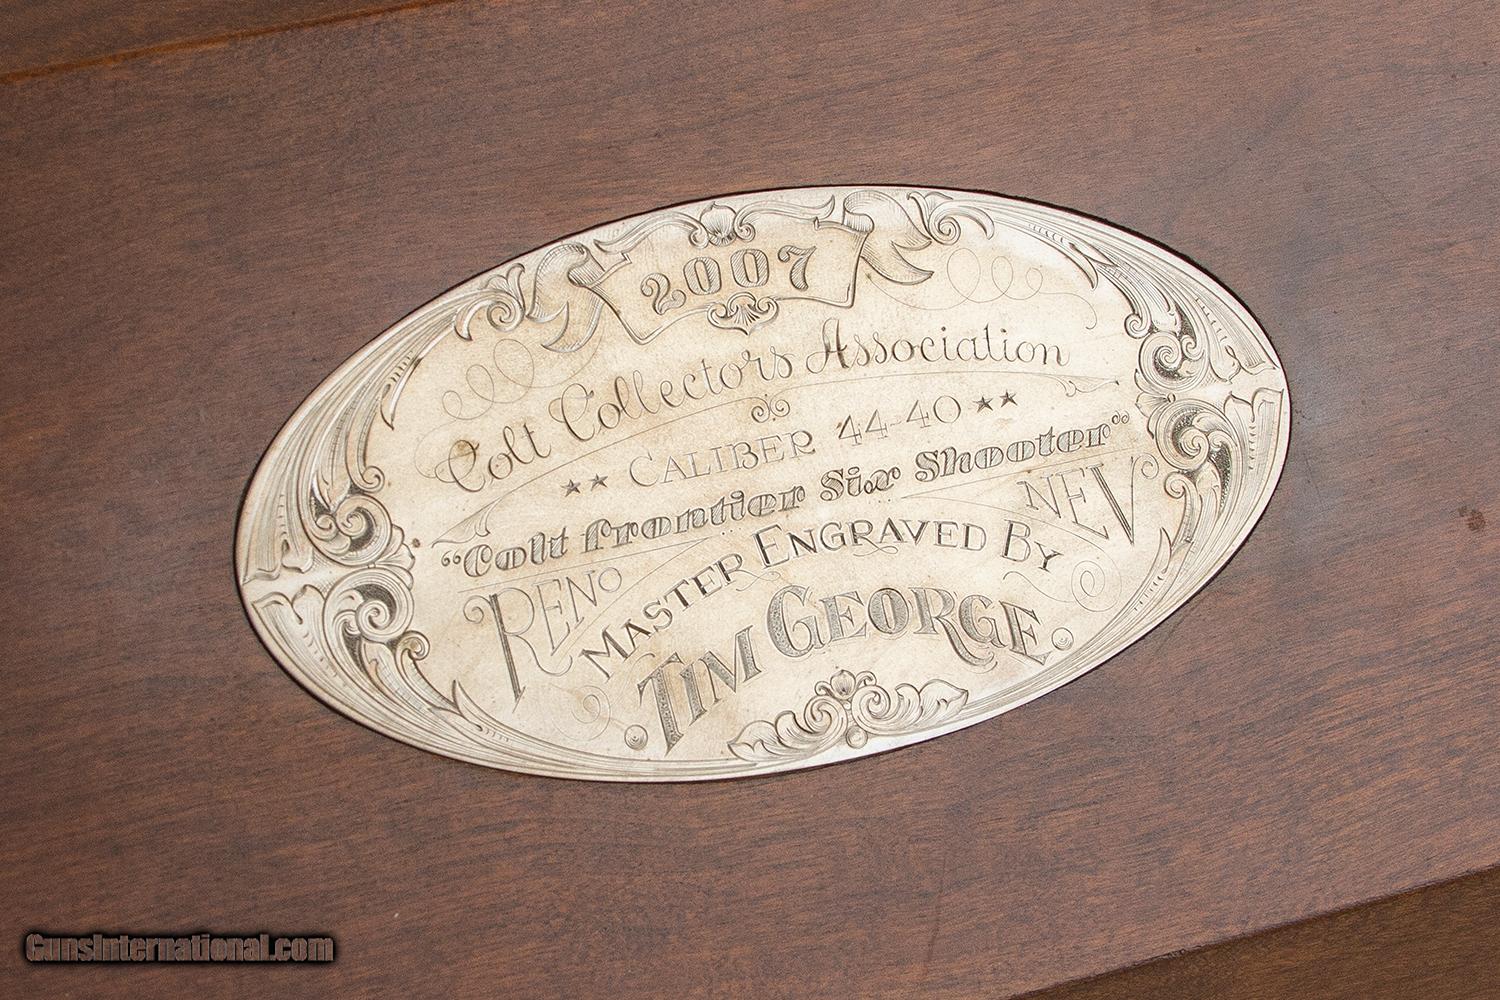 2007
Colt Collectors Association
** CALIBER 44-40 **
"Colt Frontier Six Shooter"
RENO NEV
MASTER ENGRAVED BY
TIM GEORGE
GunsInternational.com